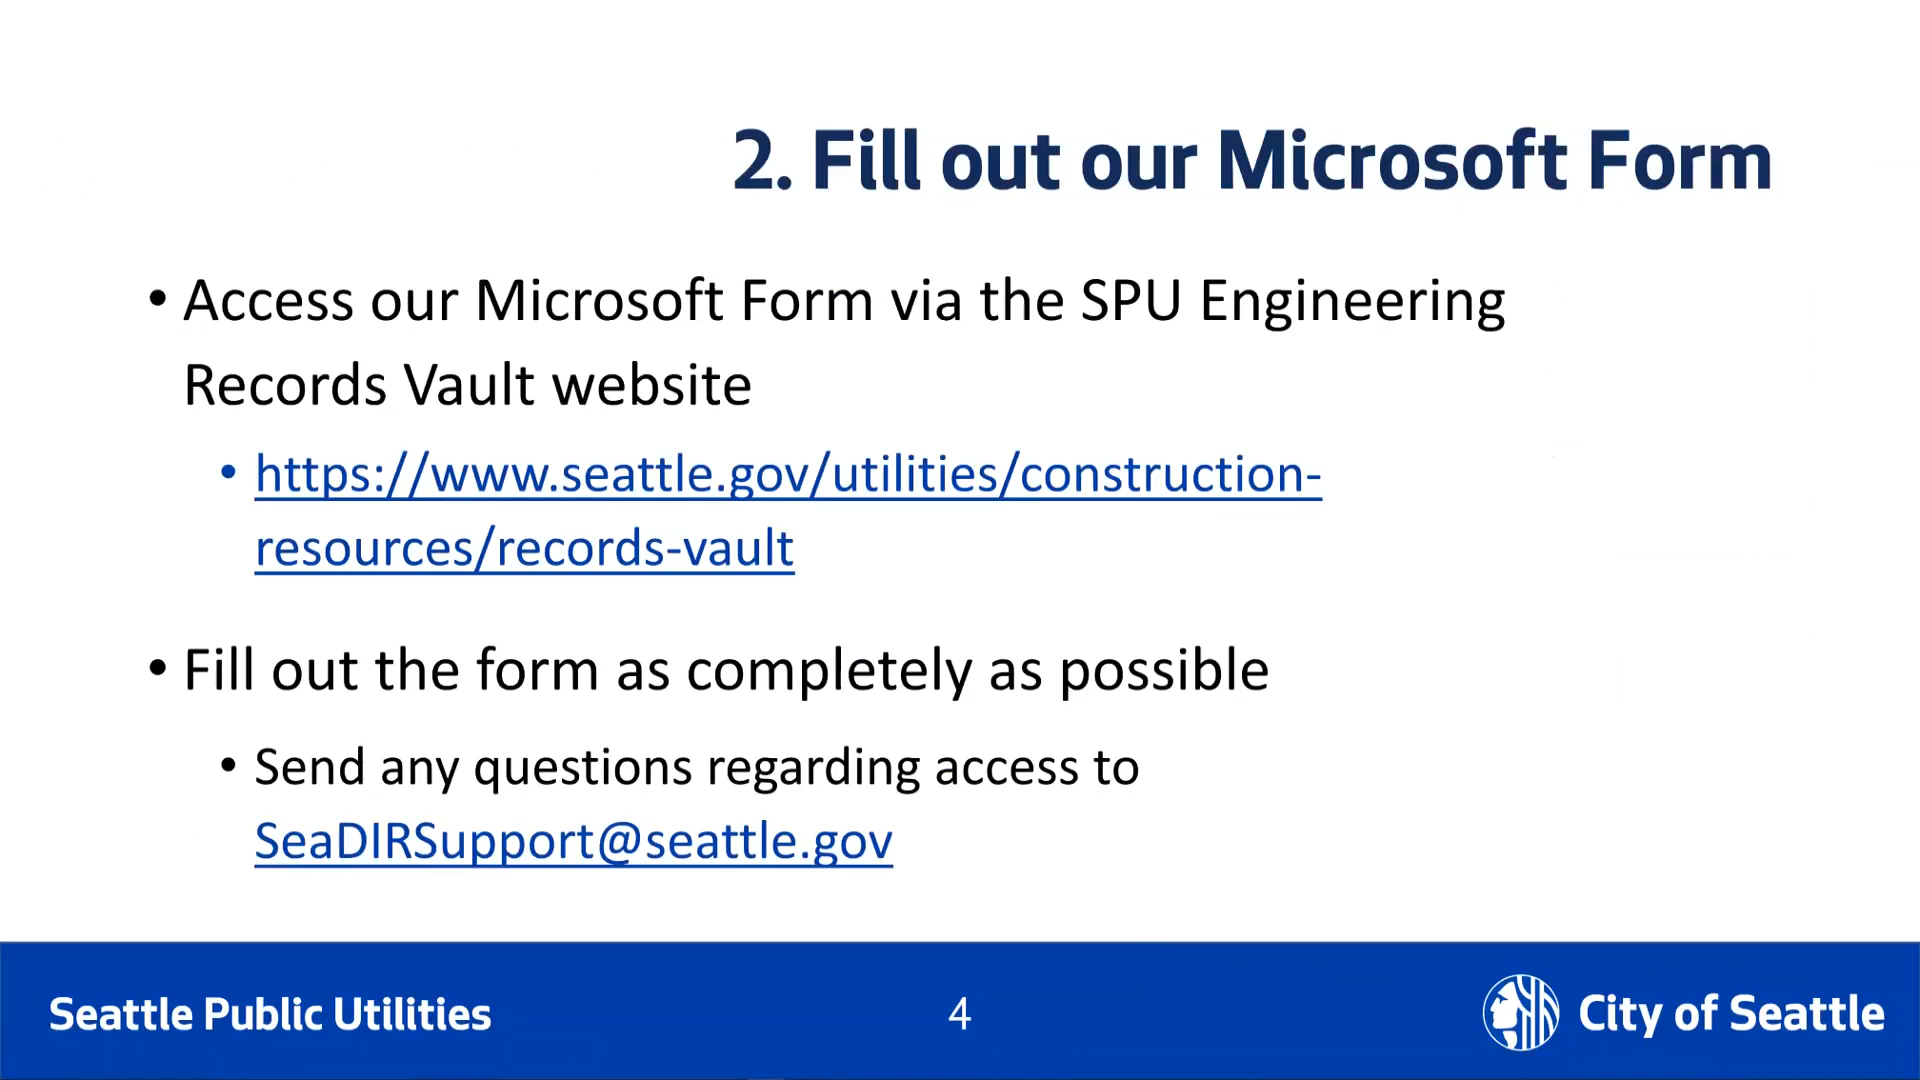 2. Fill out our Microsoft Form
• Access our Microsoft Form via the SPU Engineering
Records Vault website
• https://www.seattle.gov/utilities/construction-
resources/records-vault
• Fill out the form as completely as possible
• Send any questions regarding access to
SeaDIRSupport@seattle.gov
Seattle Public Utilities
4
City of Seattle